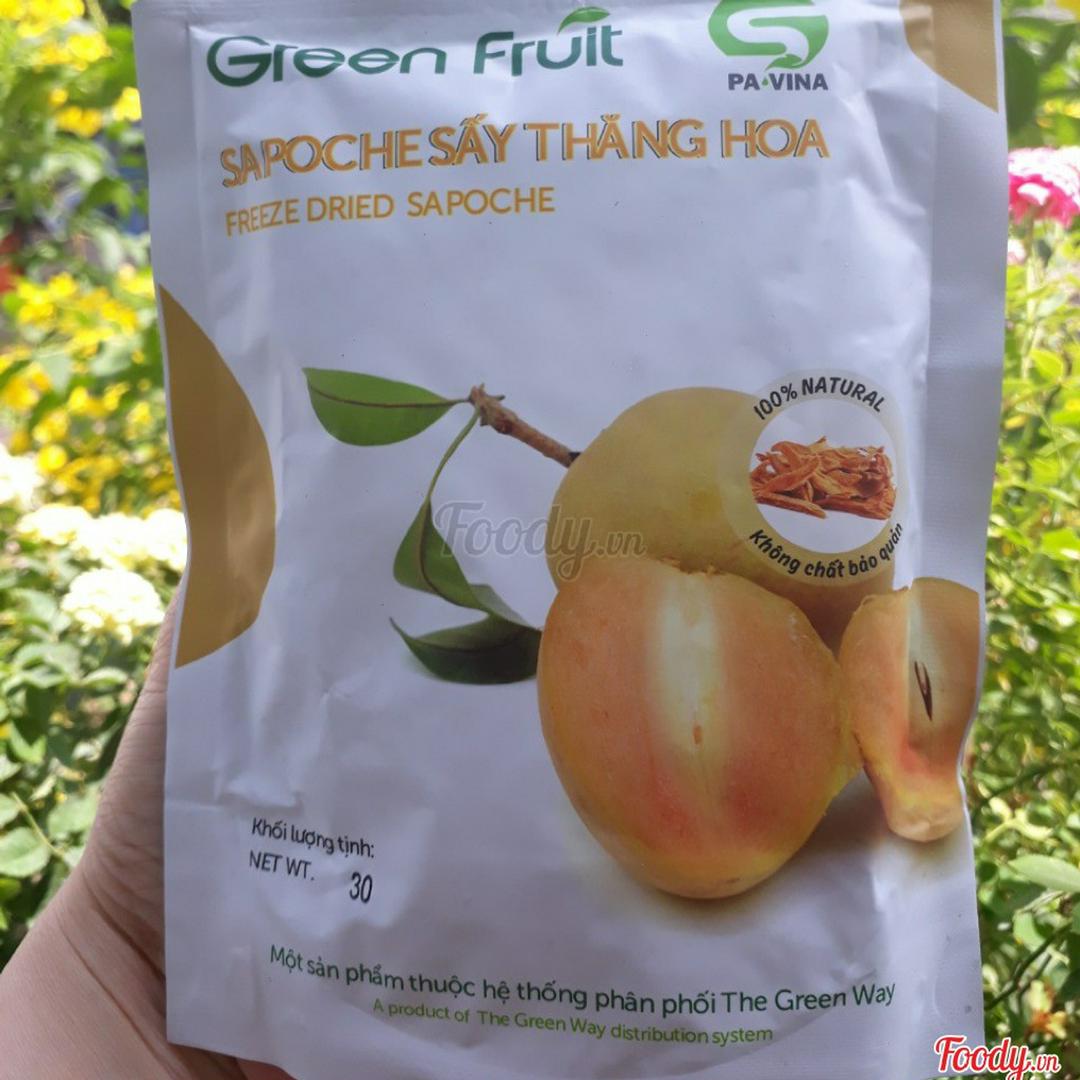 Green Fruit
PA VINA
SAPOCHE SẤY THĂNG HOA
FREEZE DRIED SAPOCHE
100% NATURAL
Không chất bảo quản
Foody.vn
Khối lượng tịnh:
NET WT. 30
Một sản phẩm thuộc hệ thống phân phối The Green Way
A product of The Green Way distribution system
Foody.vn